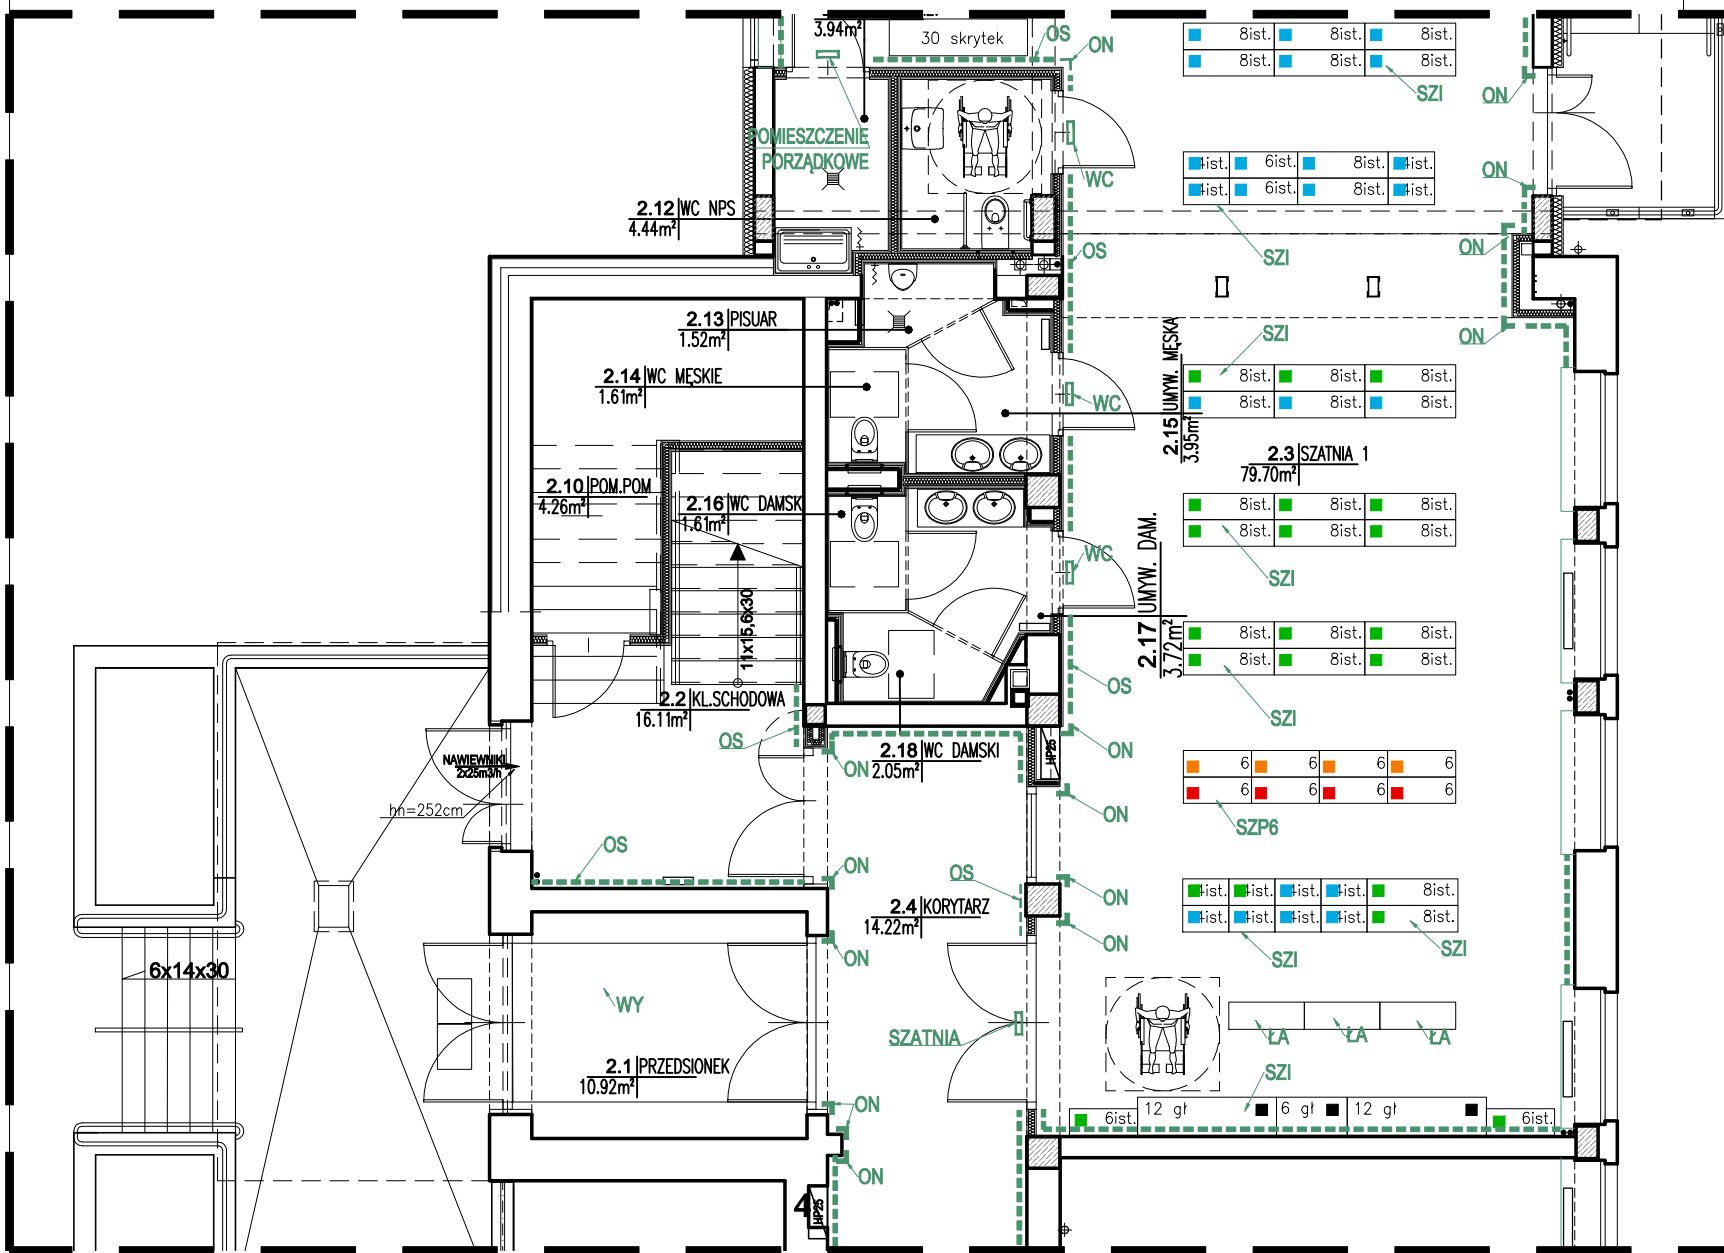 3.94m²
30 skrytek
OS
ON
8ist. 8ist. 8ist.
8ist. 8ist. 8ist.
SZI
ON
POMIESZCZENIE
PORZĄDKOWE
WC
4ist. 6ist. 8ist. 4ist.
4ist. 6ist. 8ist. 4ist.
ON
2.12 WC NPS
4.44m²
OS
SZI
ON
2.13 PISUAR
1.52m²
SZI
ON
2.14 WC MĘSKIE
1.61m²
WC
2.15 UMYW. MĘSKA
3.95m²
8ist. 8ist. 8ist.
8ist. 8ist. 8ist.
2.3 SZATNIA 1
79.70m²
2.10 POM.POM
4.26m²
2.16 WC DAMSK
1.61m²
8ist. 8ist. 8ist.
8ist. 8ist. 8ist.
WC
SZI
11x15,6x30
2.17 UMYW. DAM.
3.72m²
8ist. 8ist. 8ist.
8ist. 8ist. 8ist.
2.2 KL.SCHODOWA
16.11m²
OS
SZI
OS
2.18 WC DAMSKI
2.05m²
HP25
ON
NAWIEWNIKI
2x25m3/h
ON
6 6 6 6
6 6 6 6
hn=252cm
ON
SZP6
OS
ON
OS
ON
2.4 KORYTARZ
14.22m²
4ist. 4ist. 4ist. 4ist. 8ist.
4ist. 4ist. 4ist. 4ist. 8ist.
ON
ON
SZI
SZI
6x14x30
WY
SZATNIA
ŁA
ŁA
ŁA
2.1 PRZEDSIONEK
10.92m²
SZI
ON
6ist. 12 gł 6 gł 12 gł 6ist.
ON
4
HP25